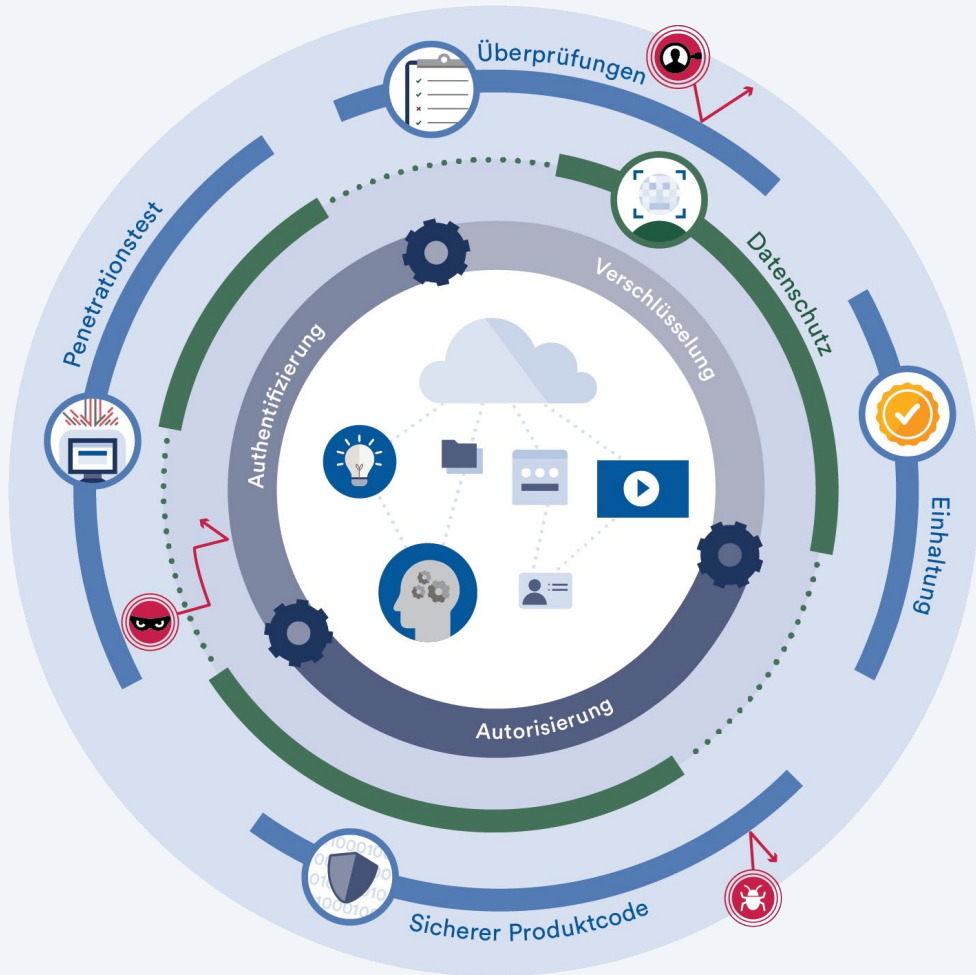 Überprüfungen
Penetrationstest
Datenschutz
Verschlüsselung
Authentifizierung
Einhaltung
Autorisierung
Sicherer Produktcode